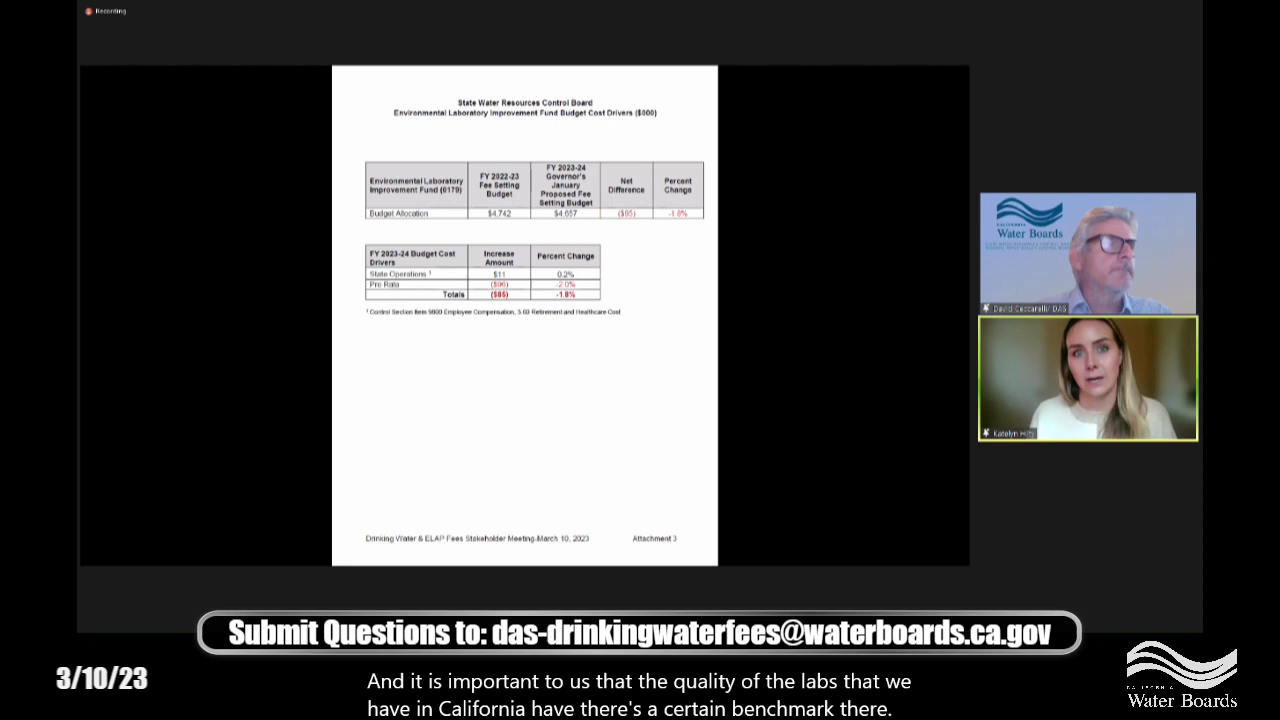 Recording
State Water Resources Control Board
Environmental Laboratory Improvement Fund Budget Cost Drivers ($000)
Environmental Laboratory Improvement Fund (0179)
FY 2022-23 Fee Setting Budget
FY 2023-24 Governor's January Proposed Fee Setting Budget
Net Difference
Percent Change
Budget Allocation $4,742 $4,657 ($85) -1.8%
FY 2023-24 Budget Cost Drivers
Increase Amount
Percent Change
State Operations ¹ $11 0.2%
Pro Rata ($96) -2.0%
Totals ($85) -1.8%
¹ Control Section Item 9800 Employee Compensation, 3.60 Retirement and Healthcare Cost
Drinking Water & ELAP Fees Stakeholder Meeting-March 10, 2023 Attachment 3
CALIFORNIA
Water Boards
David Ceccarelli/ DAS
Katelyn
Submit Questions to: das-drinkingwaterfees@waterboards.ca.gov
3/10/23
And it is important to us that the quality of the labs that we
have in California have there's a certain benchmark there.
CALIFORNIA
Water Boards